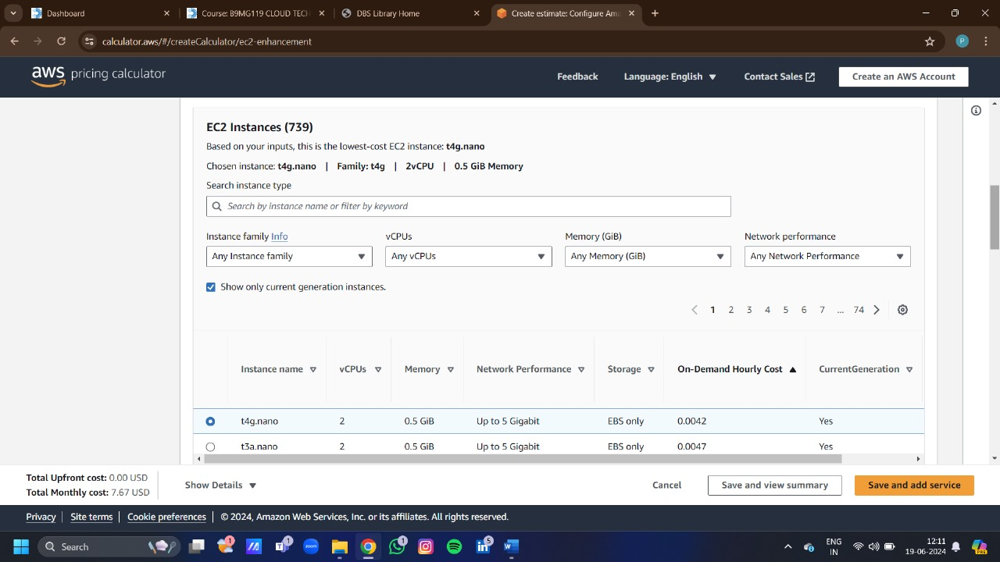 Dashboard
Course: B9MG119 CLOUD TECH
DBS Library Home
Create estimate: Configure Ama
calculator.aws/#/createCalculator/ec2-enhancement
P
aws pricing calculator
Feedback
Language: English
Contact Sales
Create an AWS Account
EC2 Instances (739)
Based on your inputs, this is the lowest-cost EC2 instance: t4g.nano
Chosen instance: t4g.nano | Family: t4g | 2vCPU | 0.5 GiB Memory
Search instance type
Search by instance name or filter by keyword
Instance family Info vCPUs Memory (GiB) Network performance
Any Instance family Any vCPUs Any Memory (GiB) Any Network Performance
Show only current generation instances.
1 2 3 4 5 6 7 ... 74
Instance name vCPUs Memory Network Performance Storage On-Demand Hourly Cost CurrentGeneration
t4g.nano 2 0.5 GiB Up to 5 Gigabit EBS only 0.0042 Yes
t3a.nano 2 0.5 GiB Up to 5 Gigabit EBS only 0.0047 Yes
Total Upfront cost: 0.00 USD
Total Monthly cost: 7.67 USD
Show Details
Cancel
Save and view summary
Save and add service
Privacy | Site terms | Cookie preferences | © 2024, Amazon Web Services, Inc. or its affiliates. All rights reserved.
Search
1
1
zoom
1
5
ENG
IN
12:11
19-06-2024
PRE